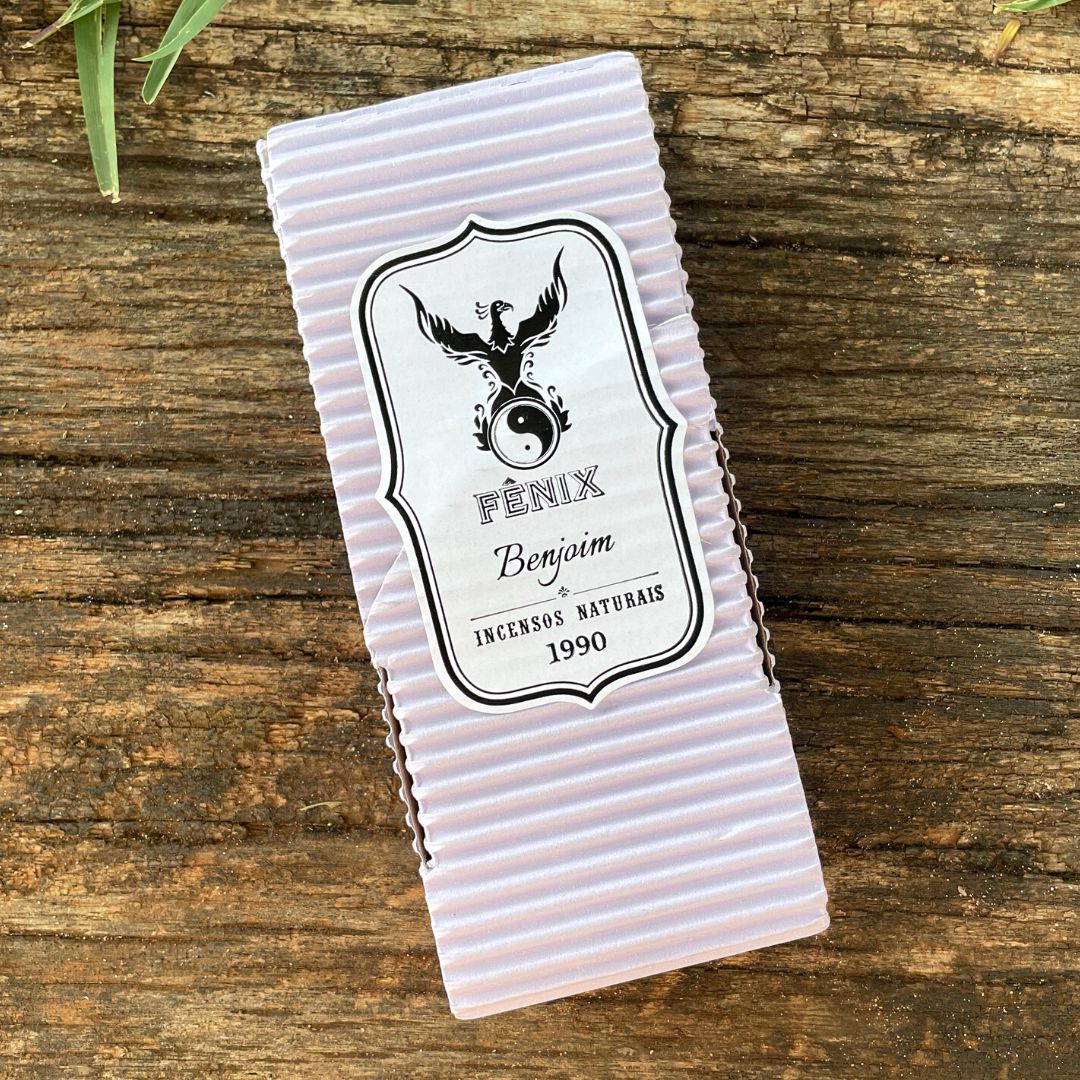 FÊNIX
Benjoim
INCENSOS NATURAIS
1990